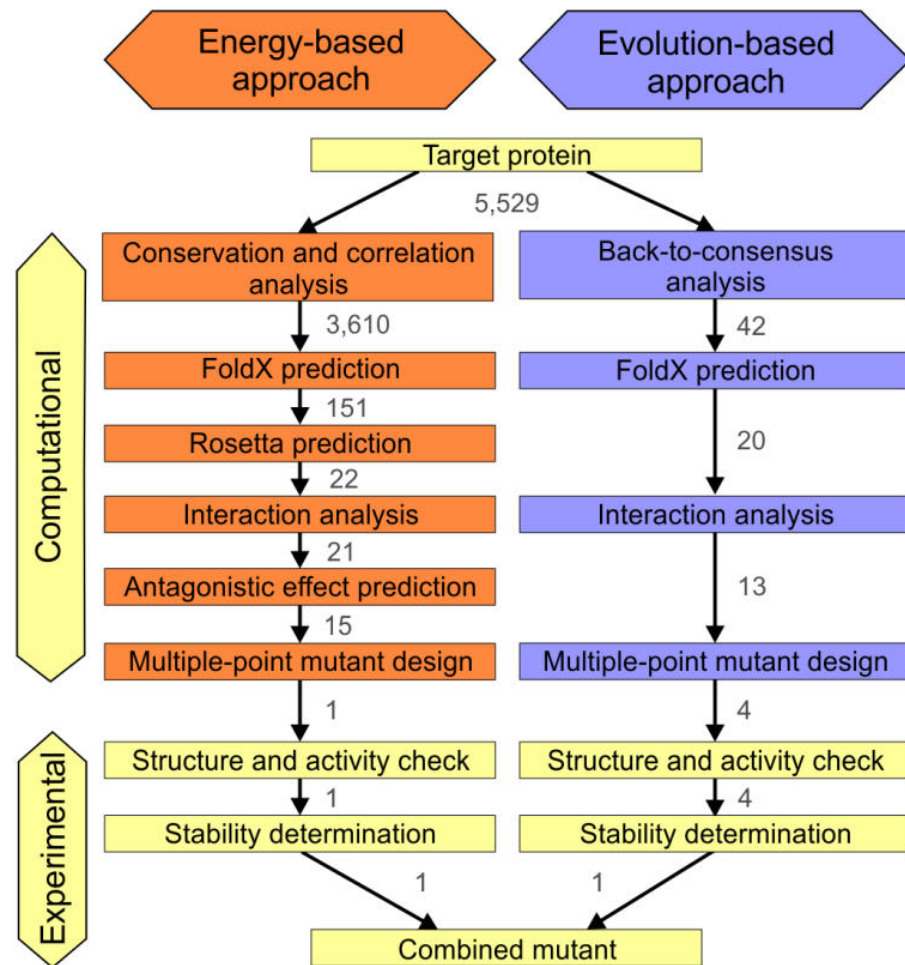 Energy-based
approach
Evolution-based
approach
Target protein
5,529
Computational
Conservation and correlation
analysis
Back-to-consensus
analysis
3,610
42
FoldX prediction
FoldX prediction
151
20
Rosetta prediction
22
Interaction analysis
Interaction analysis
21
13
Antagonistic effect prediction
15
Multiple-point mutant design
Multiple-point mutant design
1
4
Experimental
Structure and activity check
Structure and activity check
1
4
Stability determination
Stability determination
1
1
Combined mutant